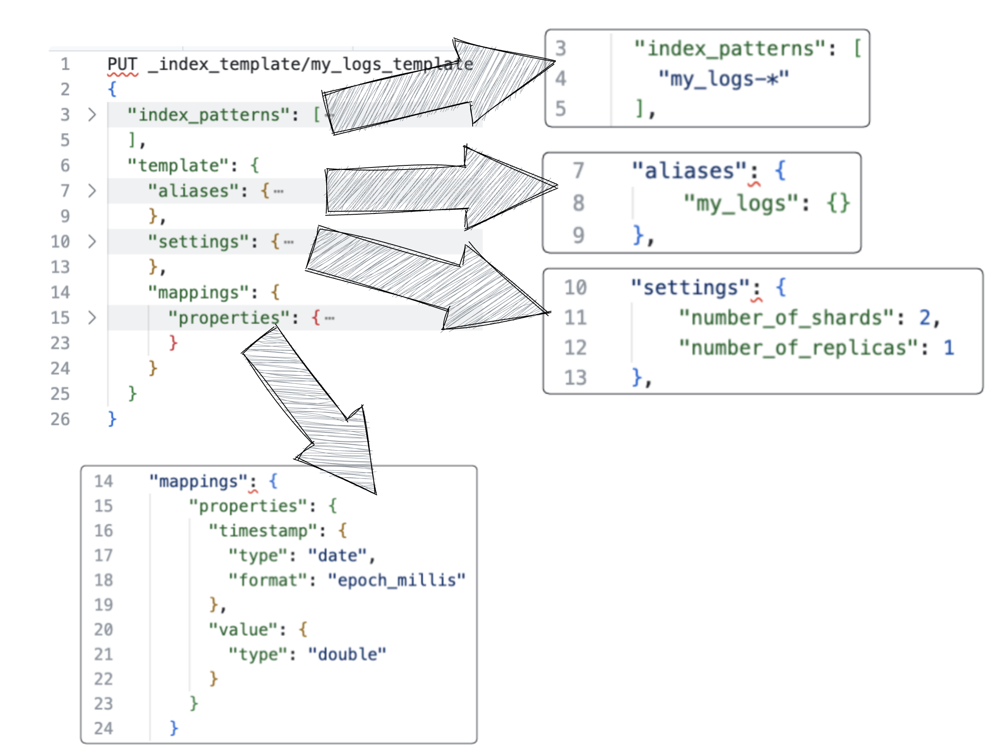 1 PUT _index_template/my_logs_template
2 {
3 "index_patterns": [⋯
5 ],
6 "template": {
7 "aliases": {⋯
9 },
10 "settings": {⋯
13 },
14 "mappings": {
15 "properties": {⋯
23 }
24 }
25 }
26 }
3 "index_patterns": [
4 "my_logs-*"
5 ],
7 "aliases": {
8 "my_logs": {}
9 },
10 "settings": {
11 "number_of_shards": 2,
12 "number_of_replicas": 1
13 },
14 "mappings": {
15 "properties": {
16 "timestamp": {
17 "type": "date",
18 "format": "epoch_millis"
19 },
20 "value": {
21 "type": "double"
22 }
23 }
24 }